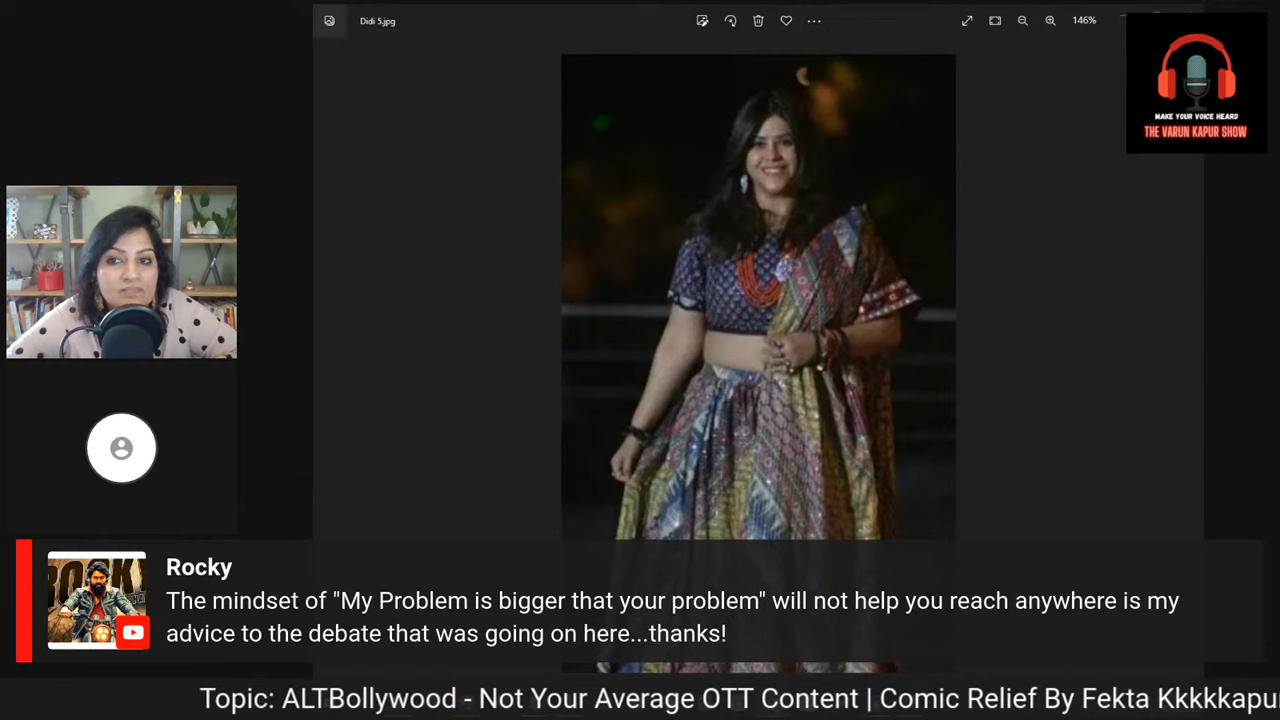 Didi 5.jpg
146%
MAKE YOUR VOICE HEARD
THE VARUN KAPUR SHOW
Rocky
The mindset of "My Problem is bigger that your problem" will not help you reach anywhere is my
advice to the debate that was going on here...thanks!
Topic: ALTBollywood - Not Your Average OTT Content | Comic Relief By Fekta Kkkkkapu